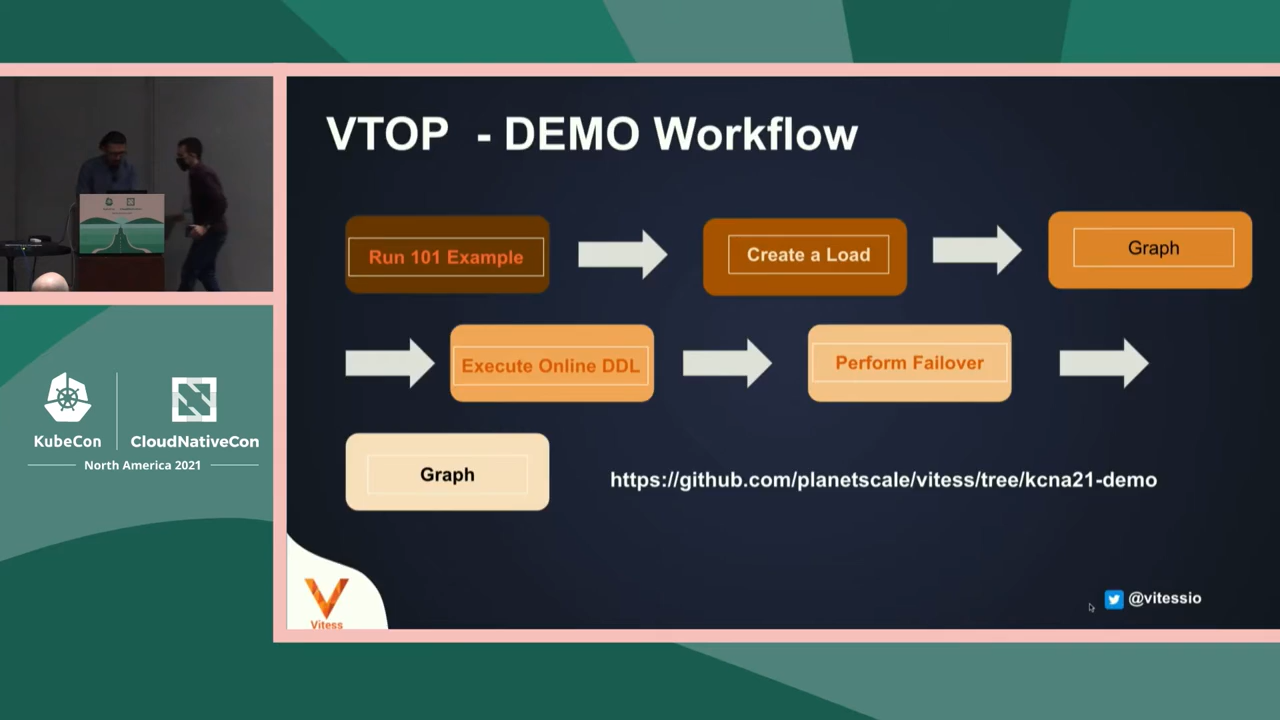 VTOP - DEMO Workflow
Run 101 Example
Create a Load
Graph
Execute Online DDL
Perform Failover
Graph
https://github.com/planetscale/vitess/tree/kcna21-demo
Vitess
@vitessio
KubeCon
CloudNativeCon
North America 2021